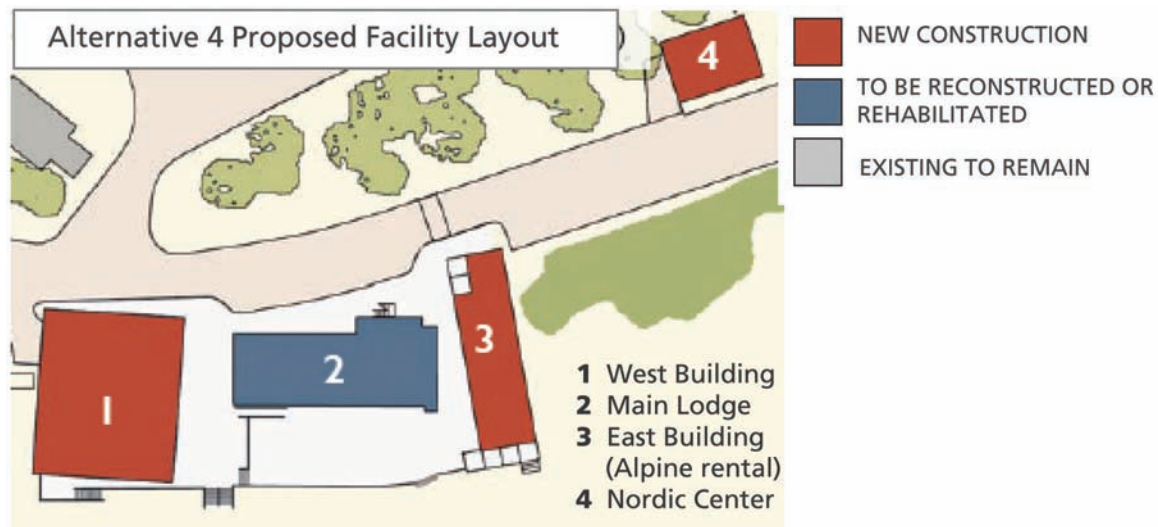 Alternative 4 Proposed Facility Layout
4
NEW CONSTRUCTION
TO BE RECONSTRUCTED OR
REHABILITATED
EXISTING TO REMAIN
1
2
3
1 West Building
2 Main Lodge
3 East Building
(Alpine rental)
4 Nordic Center